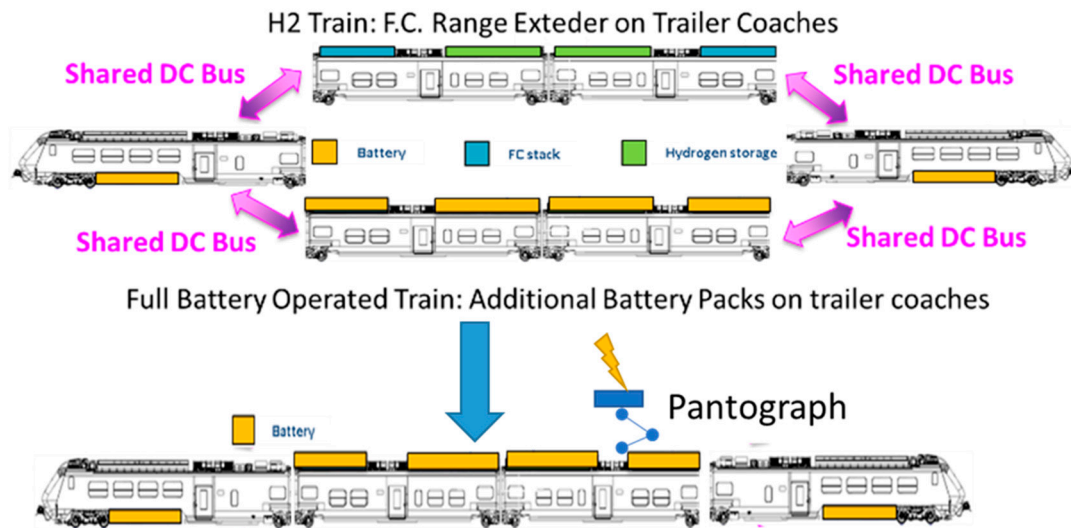 H2 Train: F.C. Range Exteder on Trailer Coaches
Shared DC Bus
Shared DC Bus
Battery
FC stack
Hydrogen storage
Shared DC Bus
Shared DC Bus
Full Battery Operated Train: Additional Battery Packs on trailer coaches
Pantograph
Battery